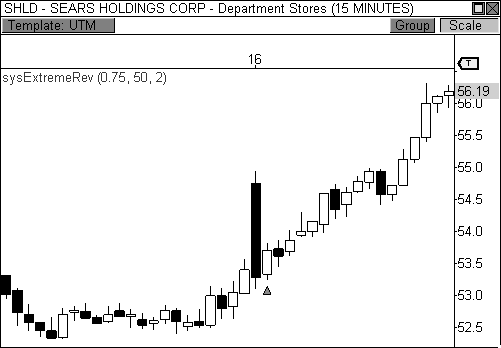 SHLD - SEARS HOLDINGS CORP - Department Stores (15 MINUTES)
Template: UTM Group Scale
16
T
sysExtremeRev (0.75, 50, 2)
56.19
56.0
55.5
55.0
54.5
54.0
53.5
53.0
52.5